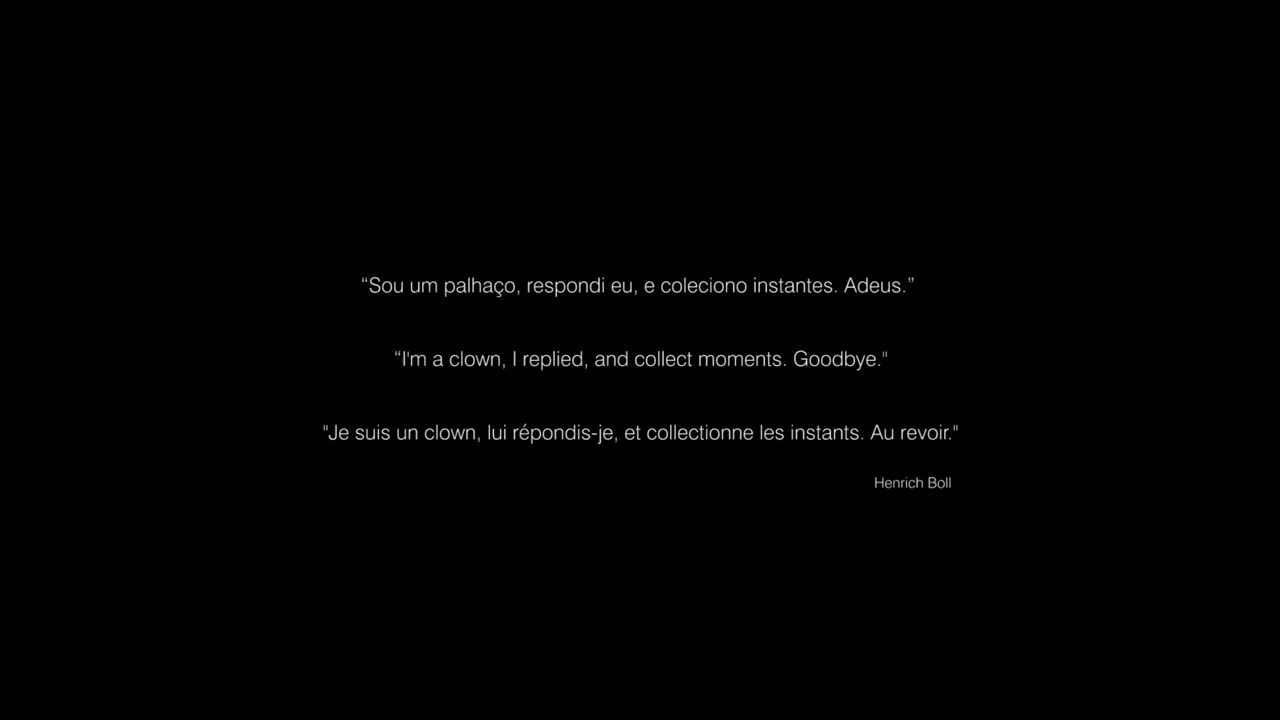 “Sou um palhaço, respondi eu, e coleciono instantes. Adeus.”
“I'm a clown, I replied, and collect moments. Goodbye."
"Je suis un clown, lui répondis-je, et collectionne les instants. Au revoir."
Henrich Boll